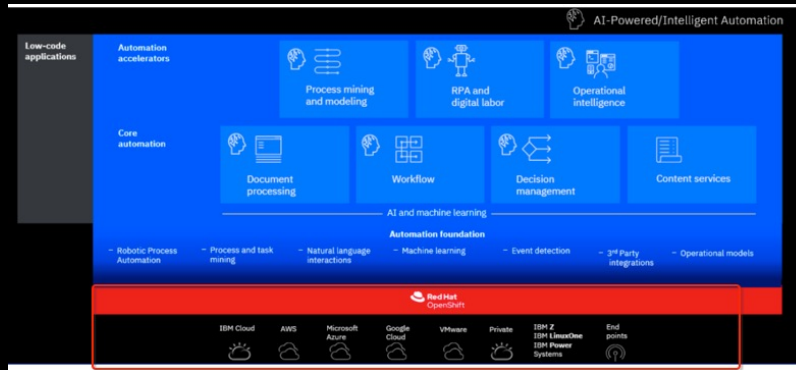 AI-Powered/Intelligent Automation
Low-code
applications
Automation
accelerators
Process mining
and modeling
RPA and
digital labor
Operational
intelligence
Core
automation
Document
processing
Workflow
Decision
management
Content services
AI and machine learning
Automation foundation
– Robotic Process
Automation
– Process and task
mining
– Natural language
interactions
– Machine learning
– Event detection
– 3rd Party
integrations
– Operational models
Red Hat
OpenShift
IBM Cloud
AWS
Microsoft
Azure
Google
Cloud
VMware
Private
IBM Z
IBM LinuxOne
IBM Power
Systems
End
points